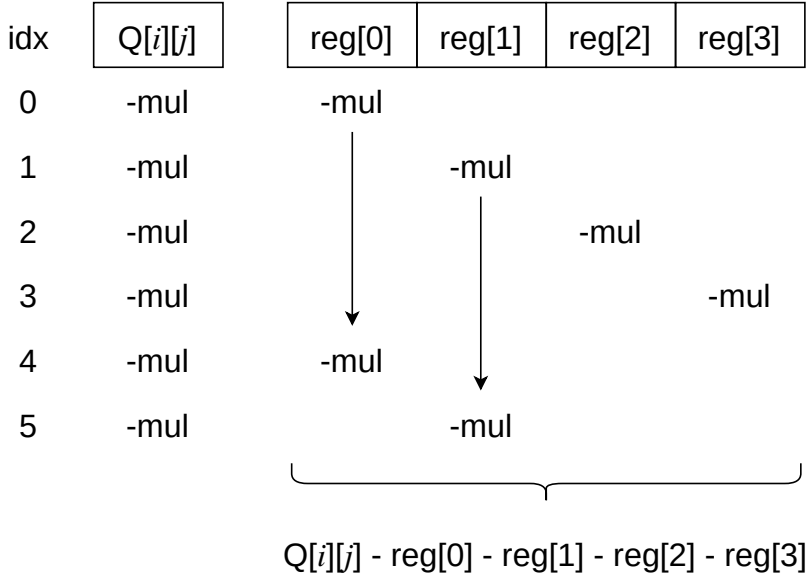 idx Q[i][j] reg[0] reg[1] reg[2] reg[3]
0 -mul -mul
1 -mul -mul
2 -mul -mul
3 -mul -mul
4 -mul -mul
5 -mul -mul
Q[i][j] - reg[0] - reg[1] - reg[2] - reg[3]